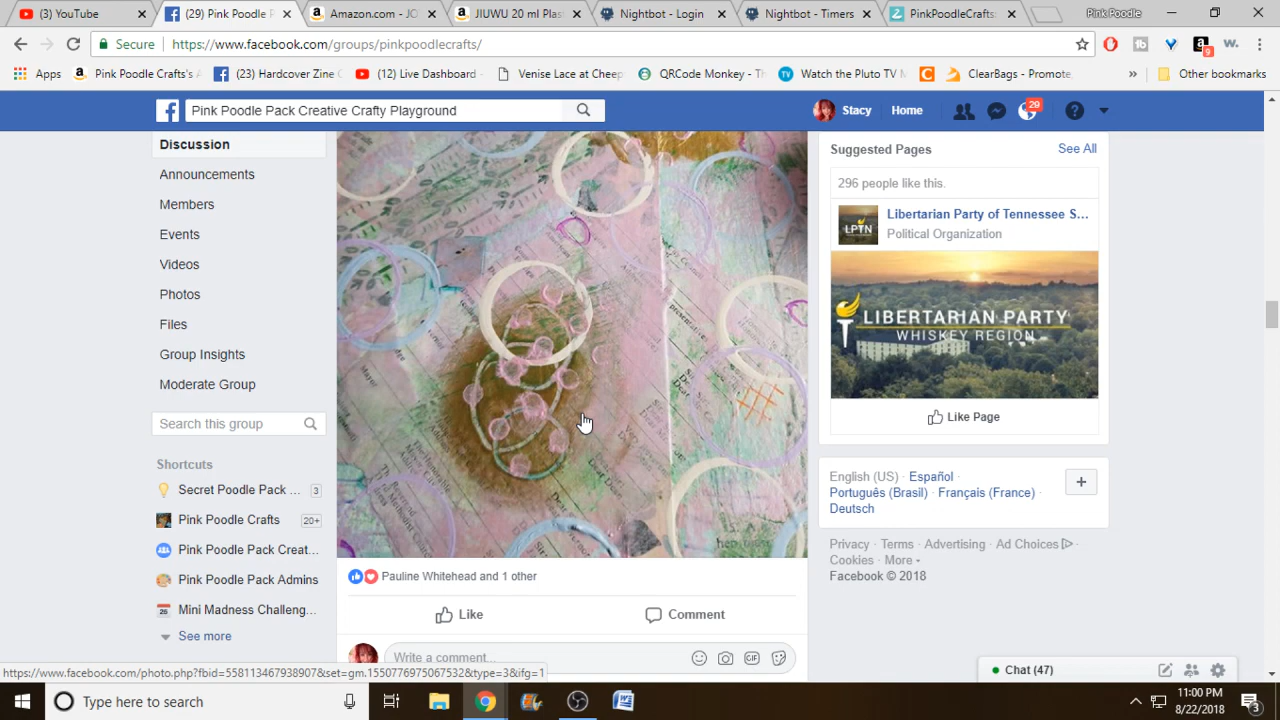 (3) YouTube
(29) Pink Poodle P
Amazon.com - JO
JIUWU 20 ml Plas
Nightbot - Login
Nightbot - Timers
PinkPoodleCrafts:
Pink Poodle
Secure
https://www.facebook.com/groups/pinkpoodlecrafts/
9
W.
Apps
Pink Poodle Crafts's A
(23) Hardcover Zine C
(12) Live Dashboard -
Venise Lace at Cheep
QRCode Monkey - Th
Watch the Pluto TV M
ClearBags - Promote
»
Other bookmarks
Pink Poodle Pack Creative Crafty Playground
Stacy
Home
29
Discussion
Announcements
Members
Events
Videos
Photos
Files
Group Insights
Moderate Group
Search this group
Shortcuts
Secret Poodle Pack ...
3
Pink Poodle Crafts
20+
Pink Poodle Pack Creat...
Pink Poodle Pack Admins
Mini Madness Challeng...
See more
Pauline Whitehead and 1 other
Like
Comment
Write a comment...
GIF
Suggested Pages
See All
296 people like this.
LPTN
Libertarian Party of Tennessee S...
Political Organization
LIBERTARIAN PARTY
WHISKEY REGION
Like Page
English (US) · Español ·
Português (Brasil) · Français (France) ·
Deutsch
Privacy · Terms · Advertising · Ad Choices
Cookies · More
Facebook © 2018
https://www.facebook.com/photo.php?fbid=558113467938907&set=gm.1550776975067532&type=3&ifg=1
Chat (47)
Type here to search
11:00 PM
8/22/2018
3